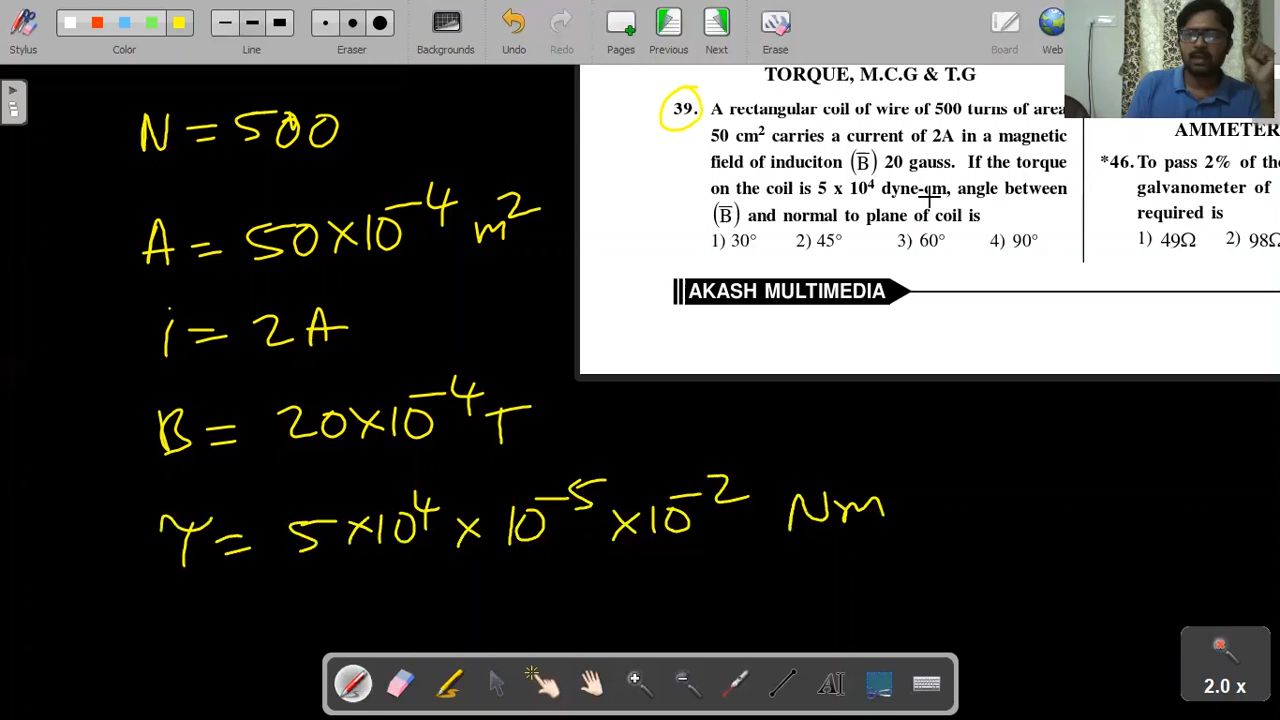 Stylus
Color
Line
Eraser
Backgrounds
Undo
Redo
Pages
Previous
Next
Erase
Board
Web
N = 500
A = 50×10⁻⁴ m²
i = 2A
B = 20×10⁻⁴ T
τ = 5×10⁴ × 10⁻⁵ × 10⁻² Nm
TORQUE, M.C.G & T.G
39. A rectangular coil of wire of 500 turns of area
50 cm² carries a current of 2A in a magnetic
field of induciton (B̅) 20 gauss. If the torque
on the coil is 5 x 10⁴ dyne-cm, angle between
(B̅) and normal to plane of coil is
1) 30° 2) 45° 3) 60° 4) 90°
AKASH MULTIMEDIA
AMMETER
*46. To pass 2% of the
galvanometer of
required is
1) 49Ω 2) 98Ω
2.0 x